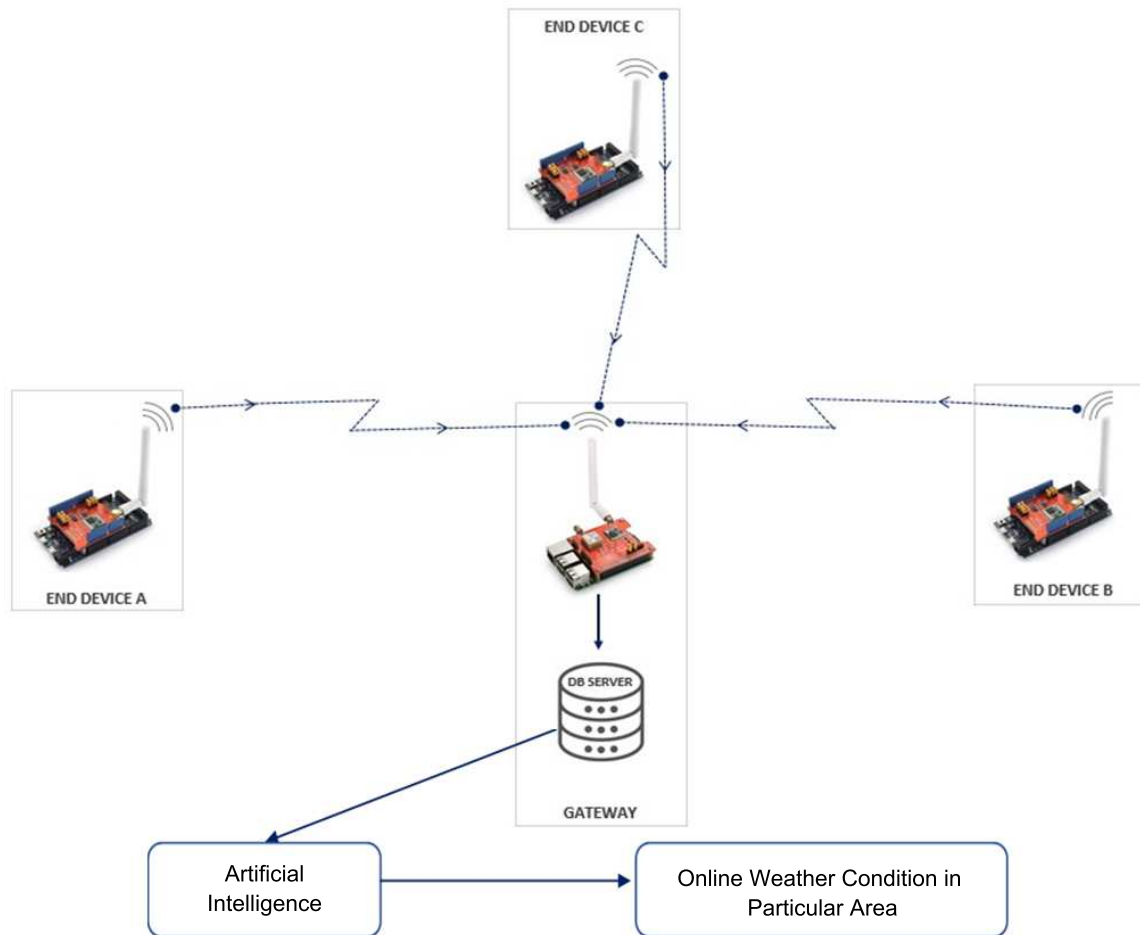 END DEVICE C
END DEVICE A
END DEVICE B
DB SERVER
GATEWAY
Artificial
Intelligence
Online Weather Condition in
Particular Area